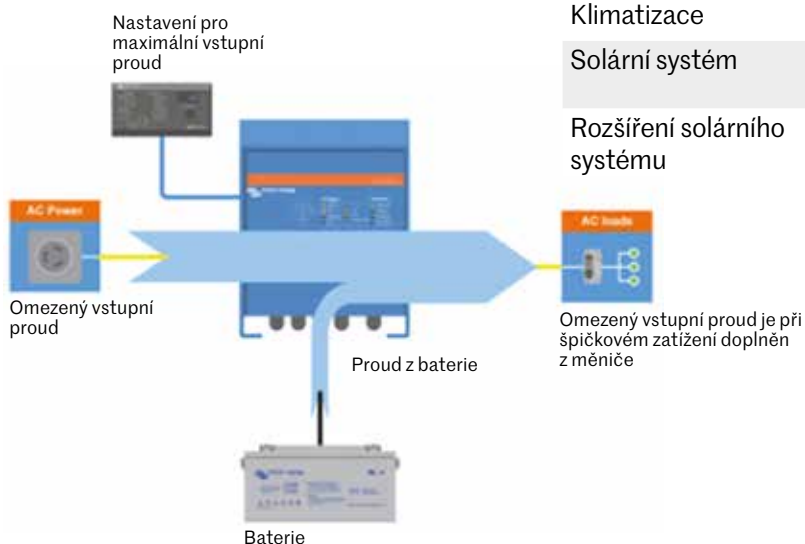 Nastavení pro
maximální vstupní
proud
Klimatizace
Solární systém
Rozšíření solárního
systému
AC Power
AC loads
Omezený vstupní
proud
Omezený vstupní proud je při
špičkovém zatížení doplněn
z měniče
Proud z baterie
Baterie